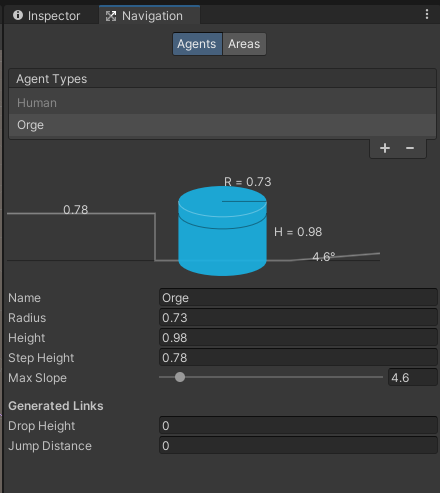 Inspector Navigation
Agents Areas
Agent Types
Human
Orge
+ −
R = 0.73
0.78
H = 0.98
4.6°
Name Orge
Radius 0.73
Height 0.98
Step Height 0.78
Max Slope 4.6
Generated Links
Drop Height 0
Jump Distance 0